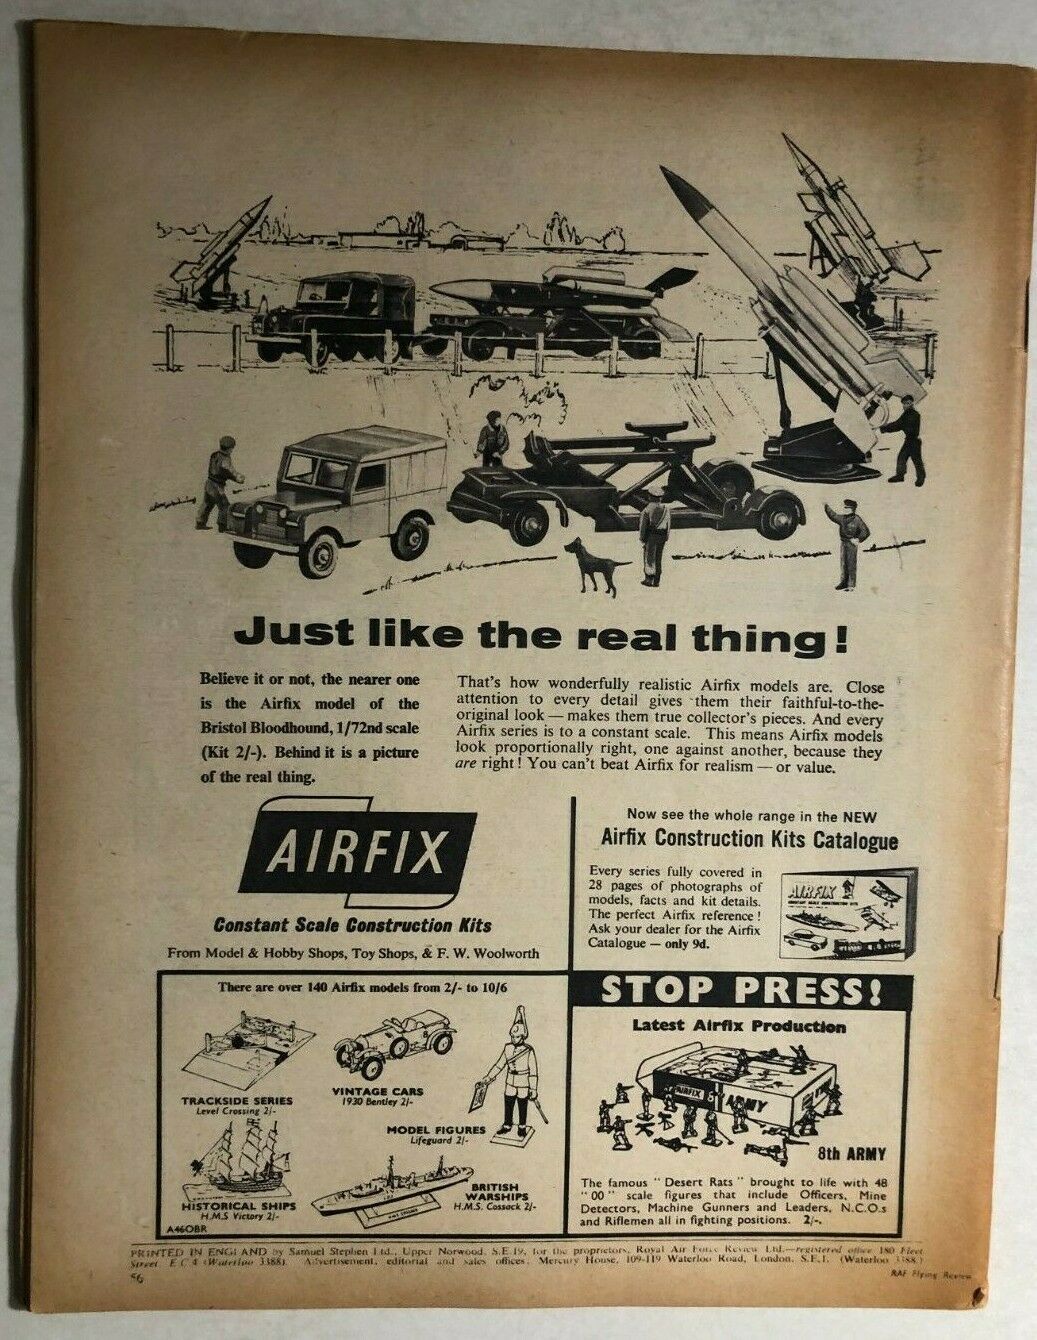 Just like the real thing!
Believe it or not, the nearer one
is the Airfix model of the
Bristol Bloodhound, 1/72nd scale
(Kit 2/-). Behind it is a picture
of the real thing.
That's how wonderfully realistic Airfix models are. Close
attention to every detail gives them their faithful-to-the-
original look — makes them true collector's pieces. And every
Airfix series is to a constant scale. This means Airfix models
look proportionally right, one against another, because they
are right! You can't beat Airfix for realism — or value.
AIRFIX
Constant Scale Construction Kits
From Model & Hobby Shops, Toy Shops, & F. W. Woolworth
Now see the whole range in the NEW
Airfix Construction Kits Catalogue
Every series fully covered in
28 pages of photographs of
models, facts and kit details.
The perfect Airfix reference!
Ask your dealer for the Airfix
Catalogue — only 9d.
AIRFIX
CONSTANT SCALE CONSTRUCTION KITS
There are over 140 Airfix models from 2/- to 10/6
TRACKSIDE SERIES
Level Crossing 2/-
VINTAGE CARS
1930 Bentley 2/-
MODEL FIGURES
Lifeguard 2/-
HISTORICAL SHIPS
H.M.S Victory 2/-
BRITISH
WARSHIPS
H.M.S. Cossack 2/-
A46OBR
STOP PRESS!
Latest Airfix Production
AIRFIX 8 ARMY
8th ARMY
The famous "Desert Rats" brought to life with 48
"00" scale figures that include Officers, Mine
Detectors, Machine Gunners and Leaders, N.C.O.s
and Riflemen all in fighting positions. 2/-.
PRINTED IN ENGLAND by Samuel Stephen Ltd., Upper Norwood, S.E.19, for the proprietors, Royal Air Force Review Ltd.—registered office 180 Fleet
Street E.C.4 (Waterloo 3388). Advertisement, editorial and sales offices, Mercury House, 109-119 Waterloo Road, London, S.E.1. (Waterloo 3388.)
56
RAF Flying Review